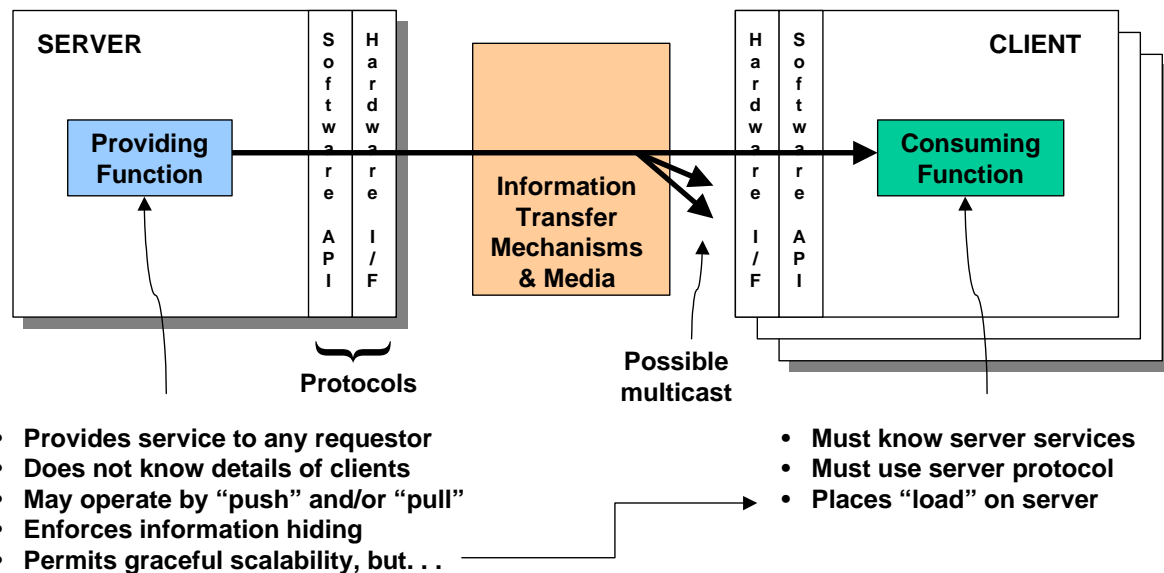 SERVER
Software API
Hardware I/F
Hardware I/F
Software API
CLIENT
Providing
Function
Information
Transfer
Mechanisms
& Media
Consuming
Function
Protocols
Possible
multicast
• Provides service to any requestor
• Does not know details of clients
• May operate by “push” and/or “pull”
• Enforces information hiding
• Permits graceful scalability, but. . .
• Must know server services
• Must use server protocol
• Places “load” on server